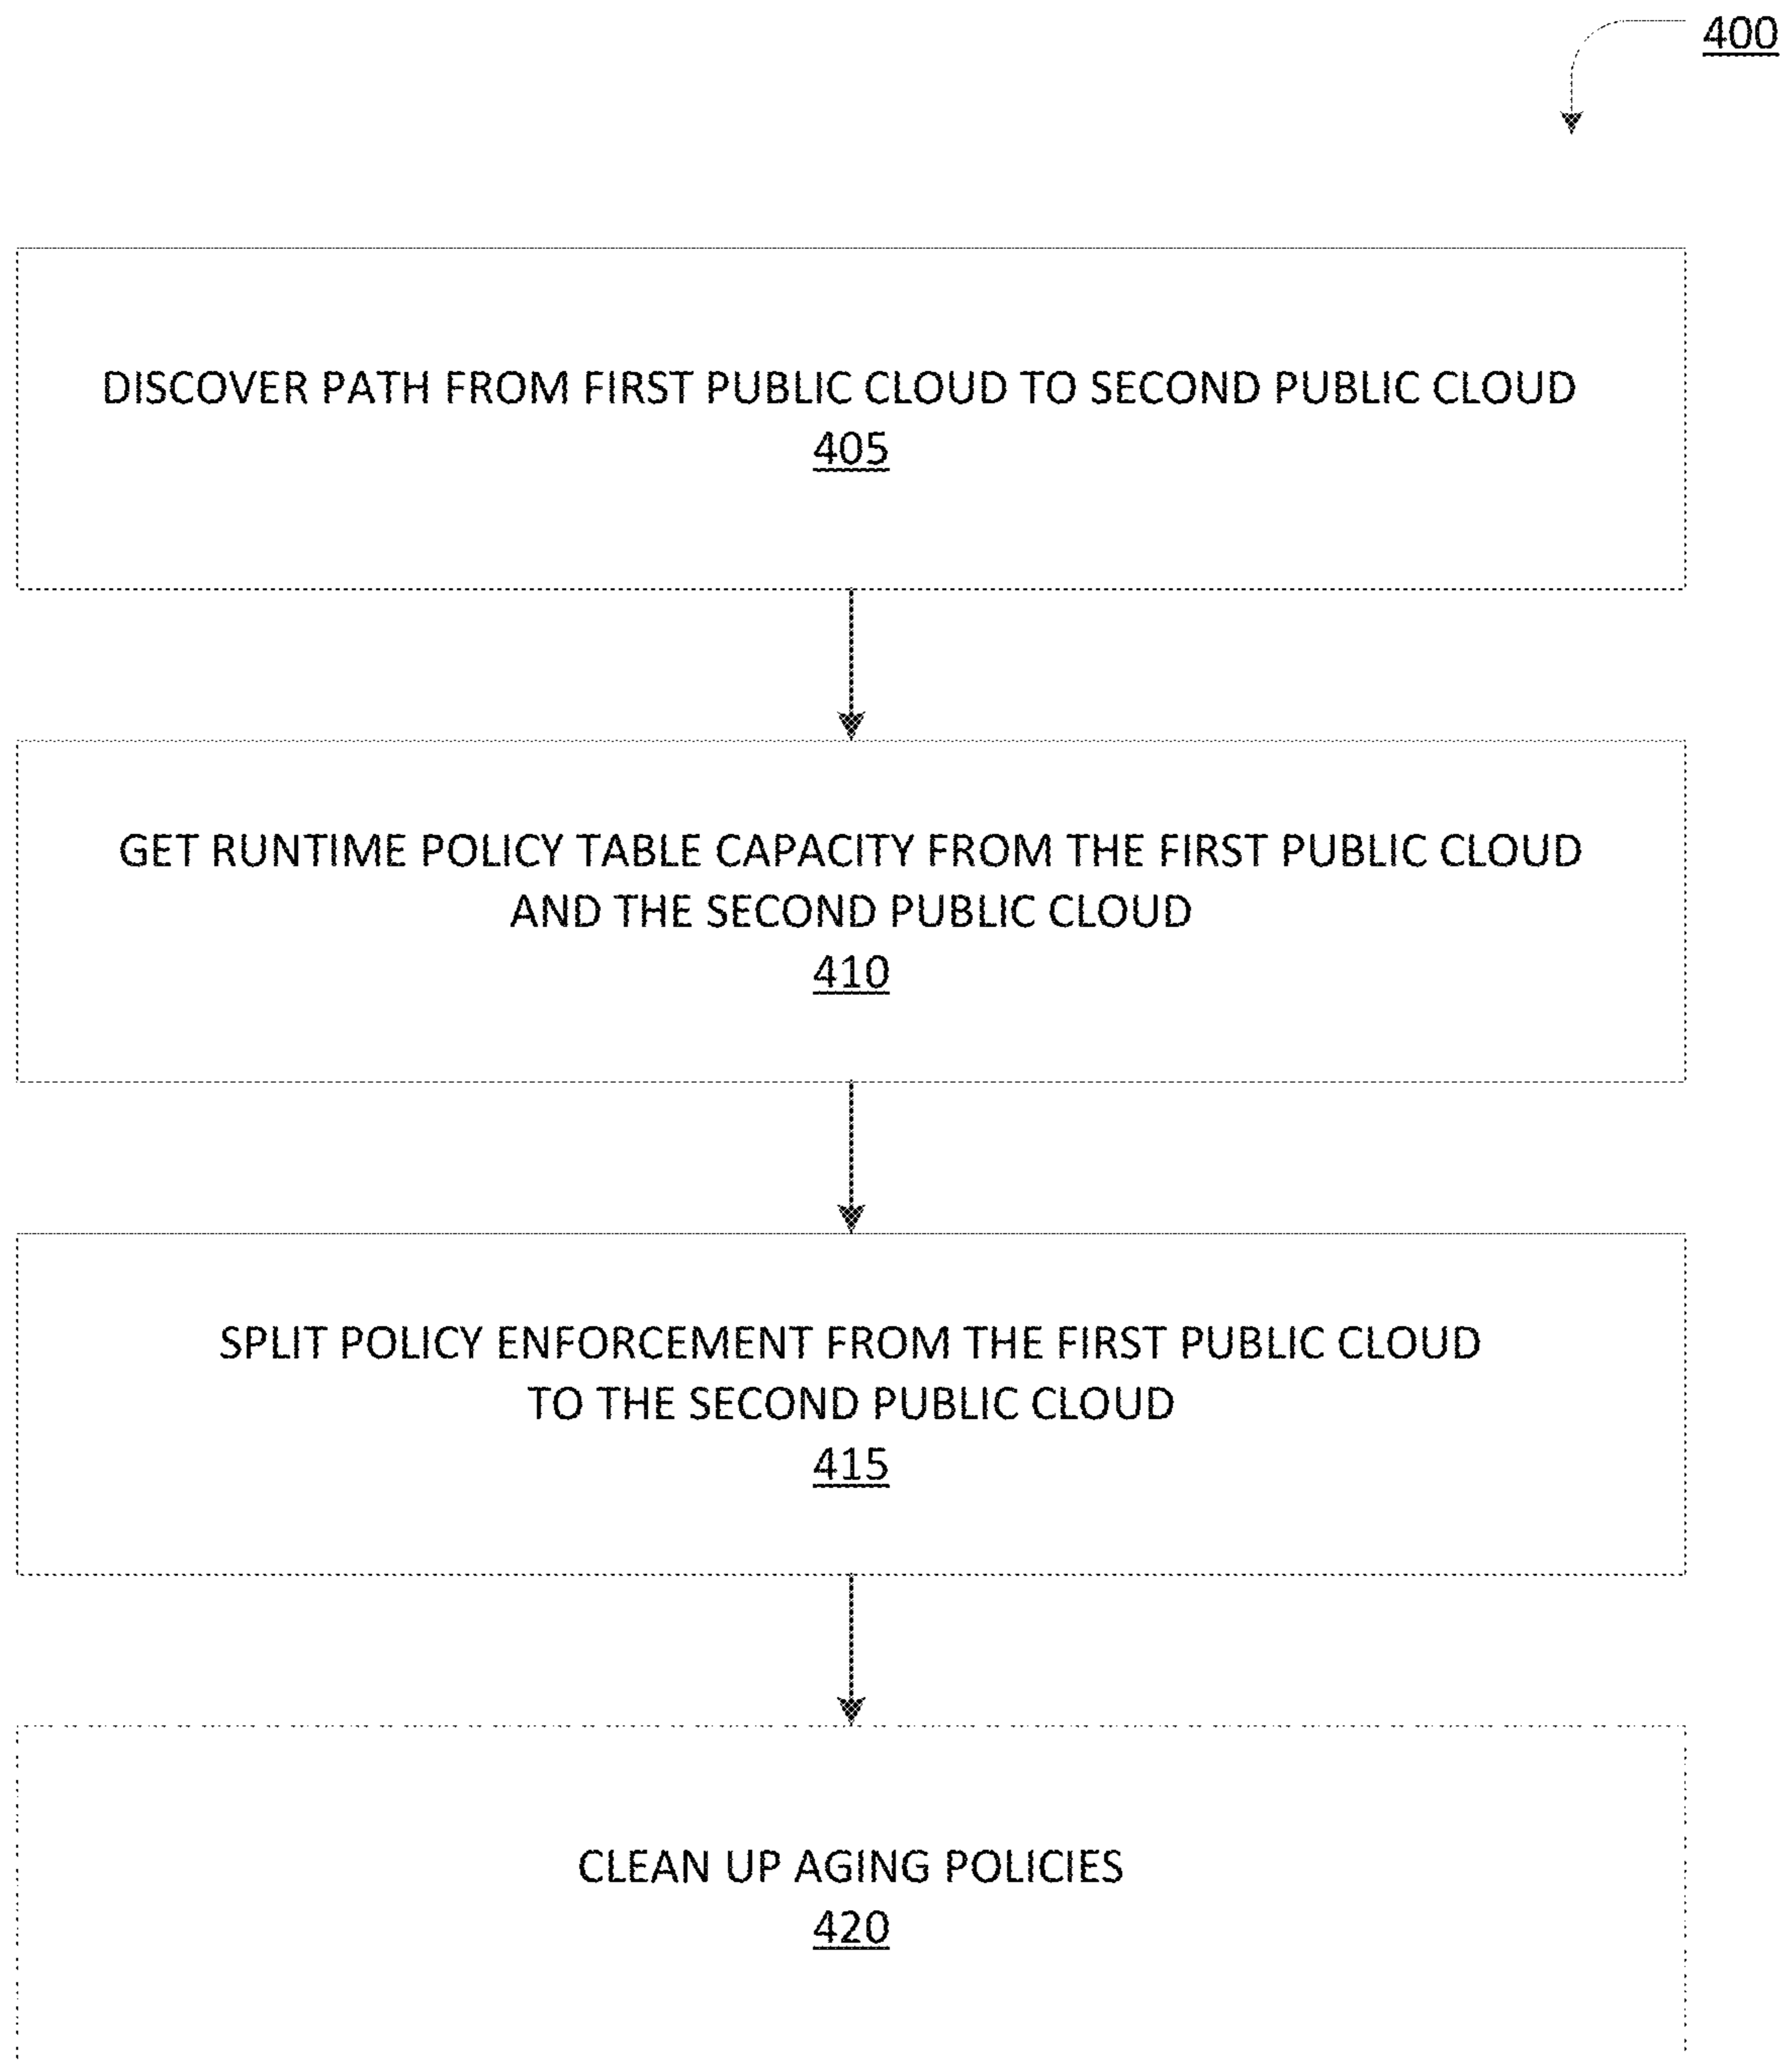 400
DISCOVER PATH FROM FIRST PUBLIC CLOUD TO SECOND PUBLIC CLOUD
405
GET RUNTIME POLICY TABLE CAPACITY FROM THE FIRST PUBLIC CLOUD
AND THE SECOND PUBLIC CLOUD
410
SPLIT POLICY ENFORCEMENT FROM THE FIRST PUBLIC CLOUD
TO THE SECOND PUBLIC CLOUD
415
CLEAN UP AGING POLICIES
420